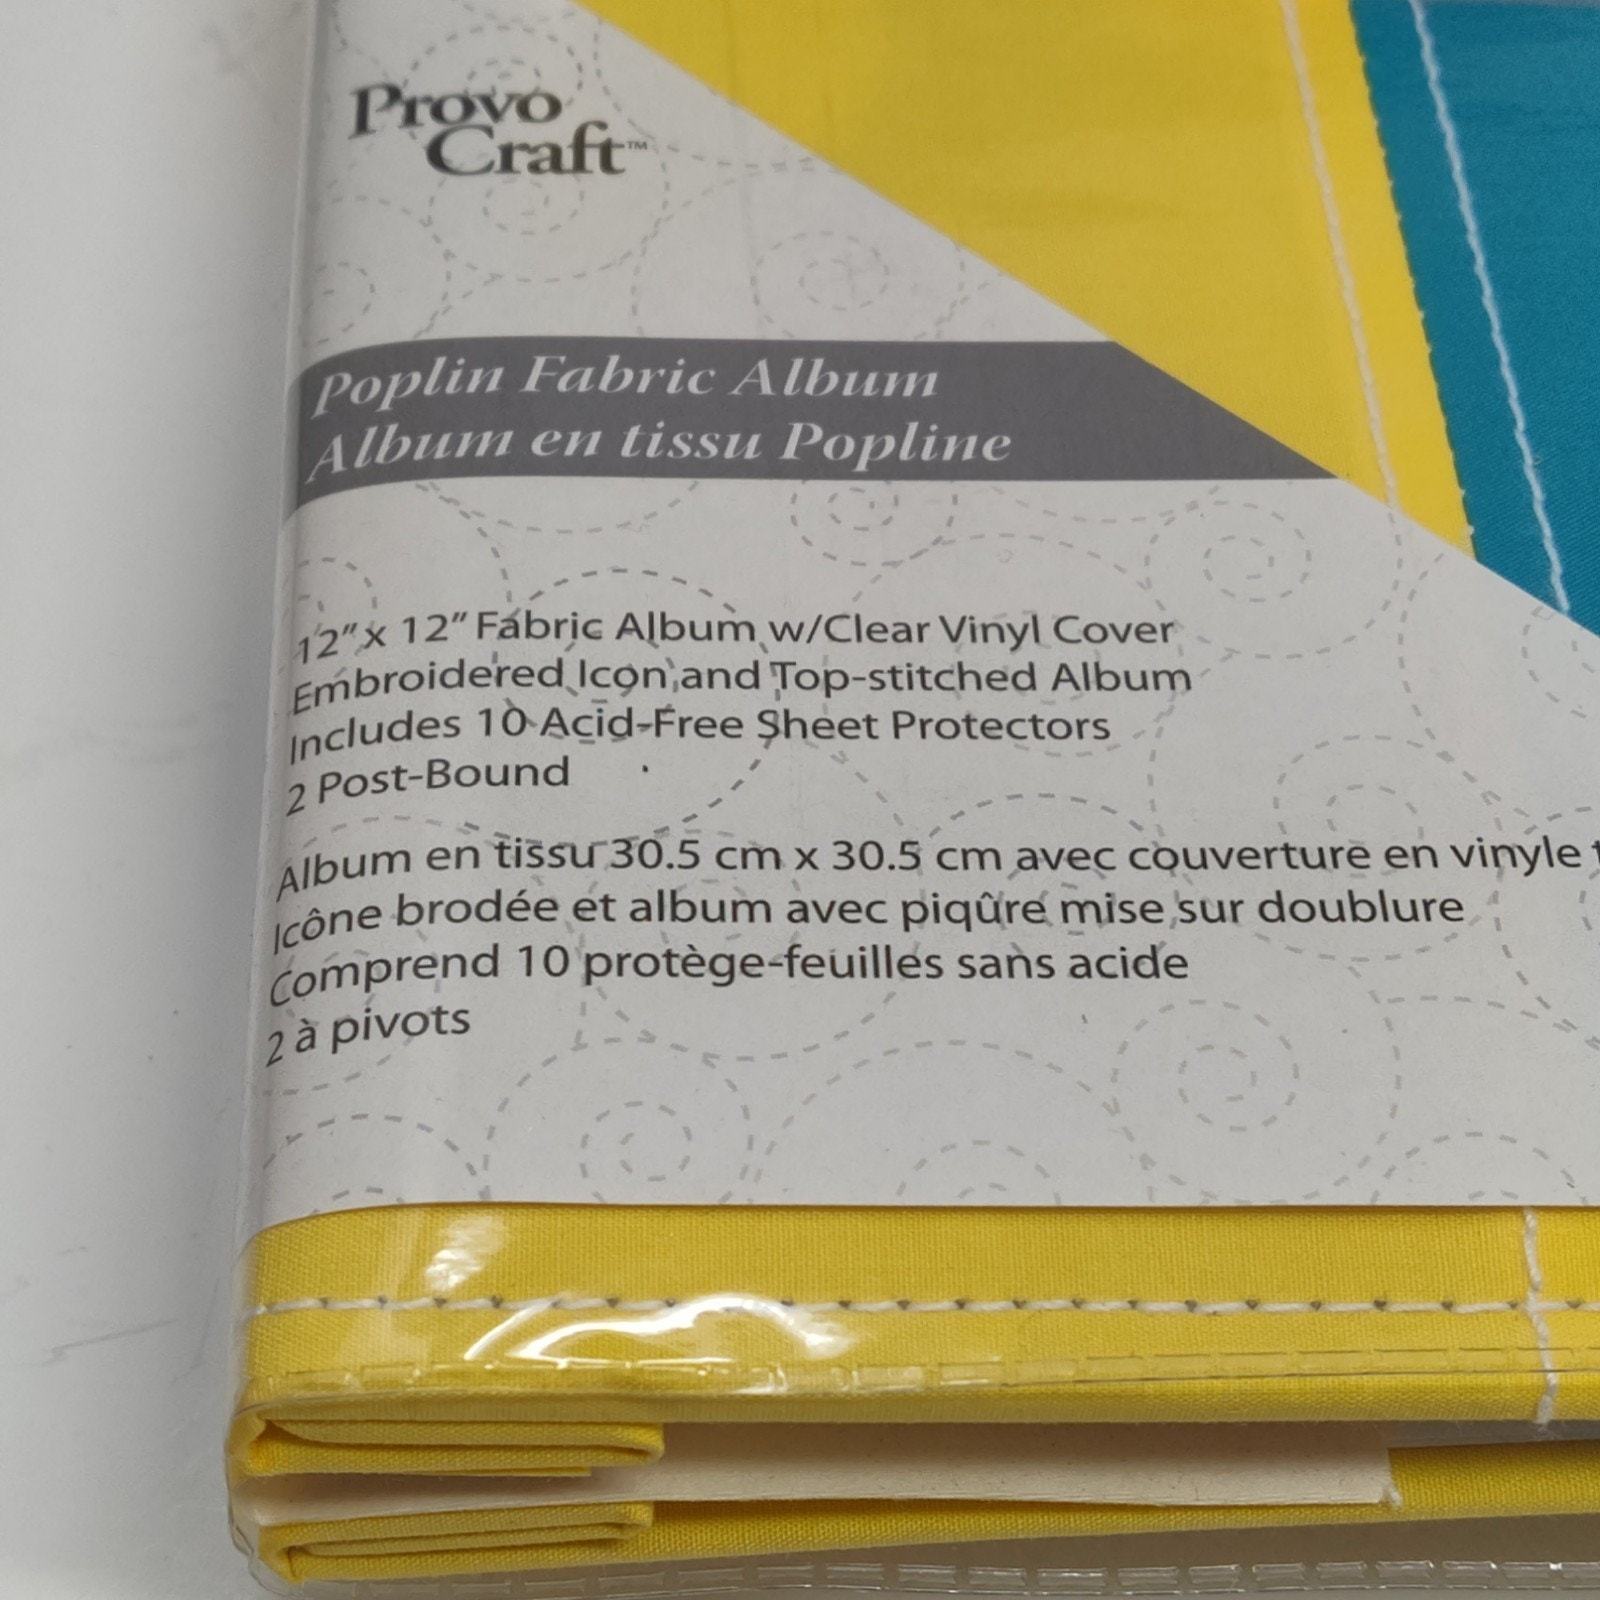 Provo
Craft™
Poplin Fabric Album
Album en tissu Popline
12" x 12" Fabric Album w/Clear Vinyl Cover
Embroidered Icon and Top-stitched Album
Includes 10 Acid-Free Sheet Protectors
2 Post-Bound
Album en tissu 30.5 cm x 30.5 cm avec couverture en vinyle
Icône brodée et album avec piqûre mise sur doublure
Comprend 10 protège-feuilles sans acide
2 à pivots